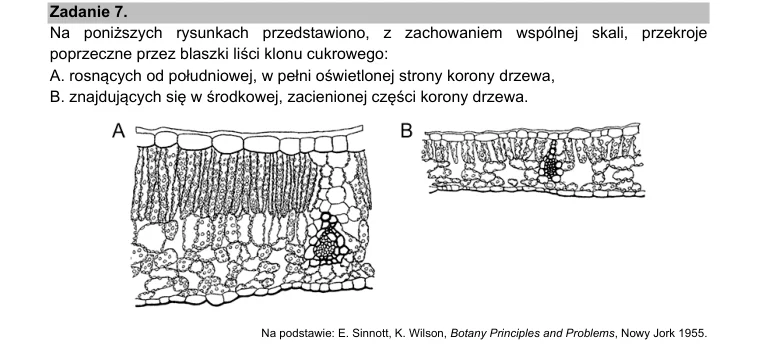 Zadanie 7.
Na poniższych rysunkach przedstawiono, z zachowaniem wspólnej skali, przekroje
poprzeczne przez blaszki liści klonu cukrowego:
A. rosnących od południowej, w pełni oświetlonej strony korony drzewa,
B. znajdujących się w środkowej, zacienionej części korony drzewa.
A
B
Na podstawie: E. Sinnott, K. Wilson, Botany Principles and Problems, Nowy Jork 1955.